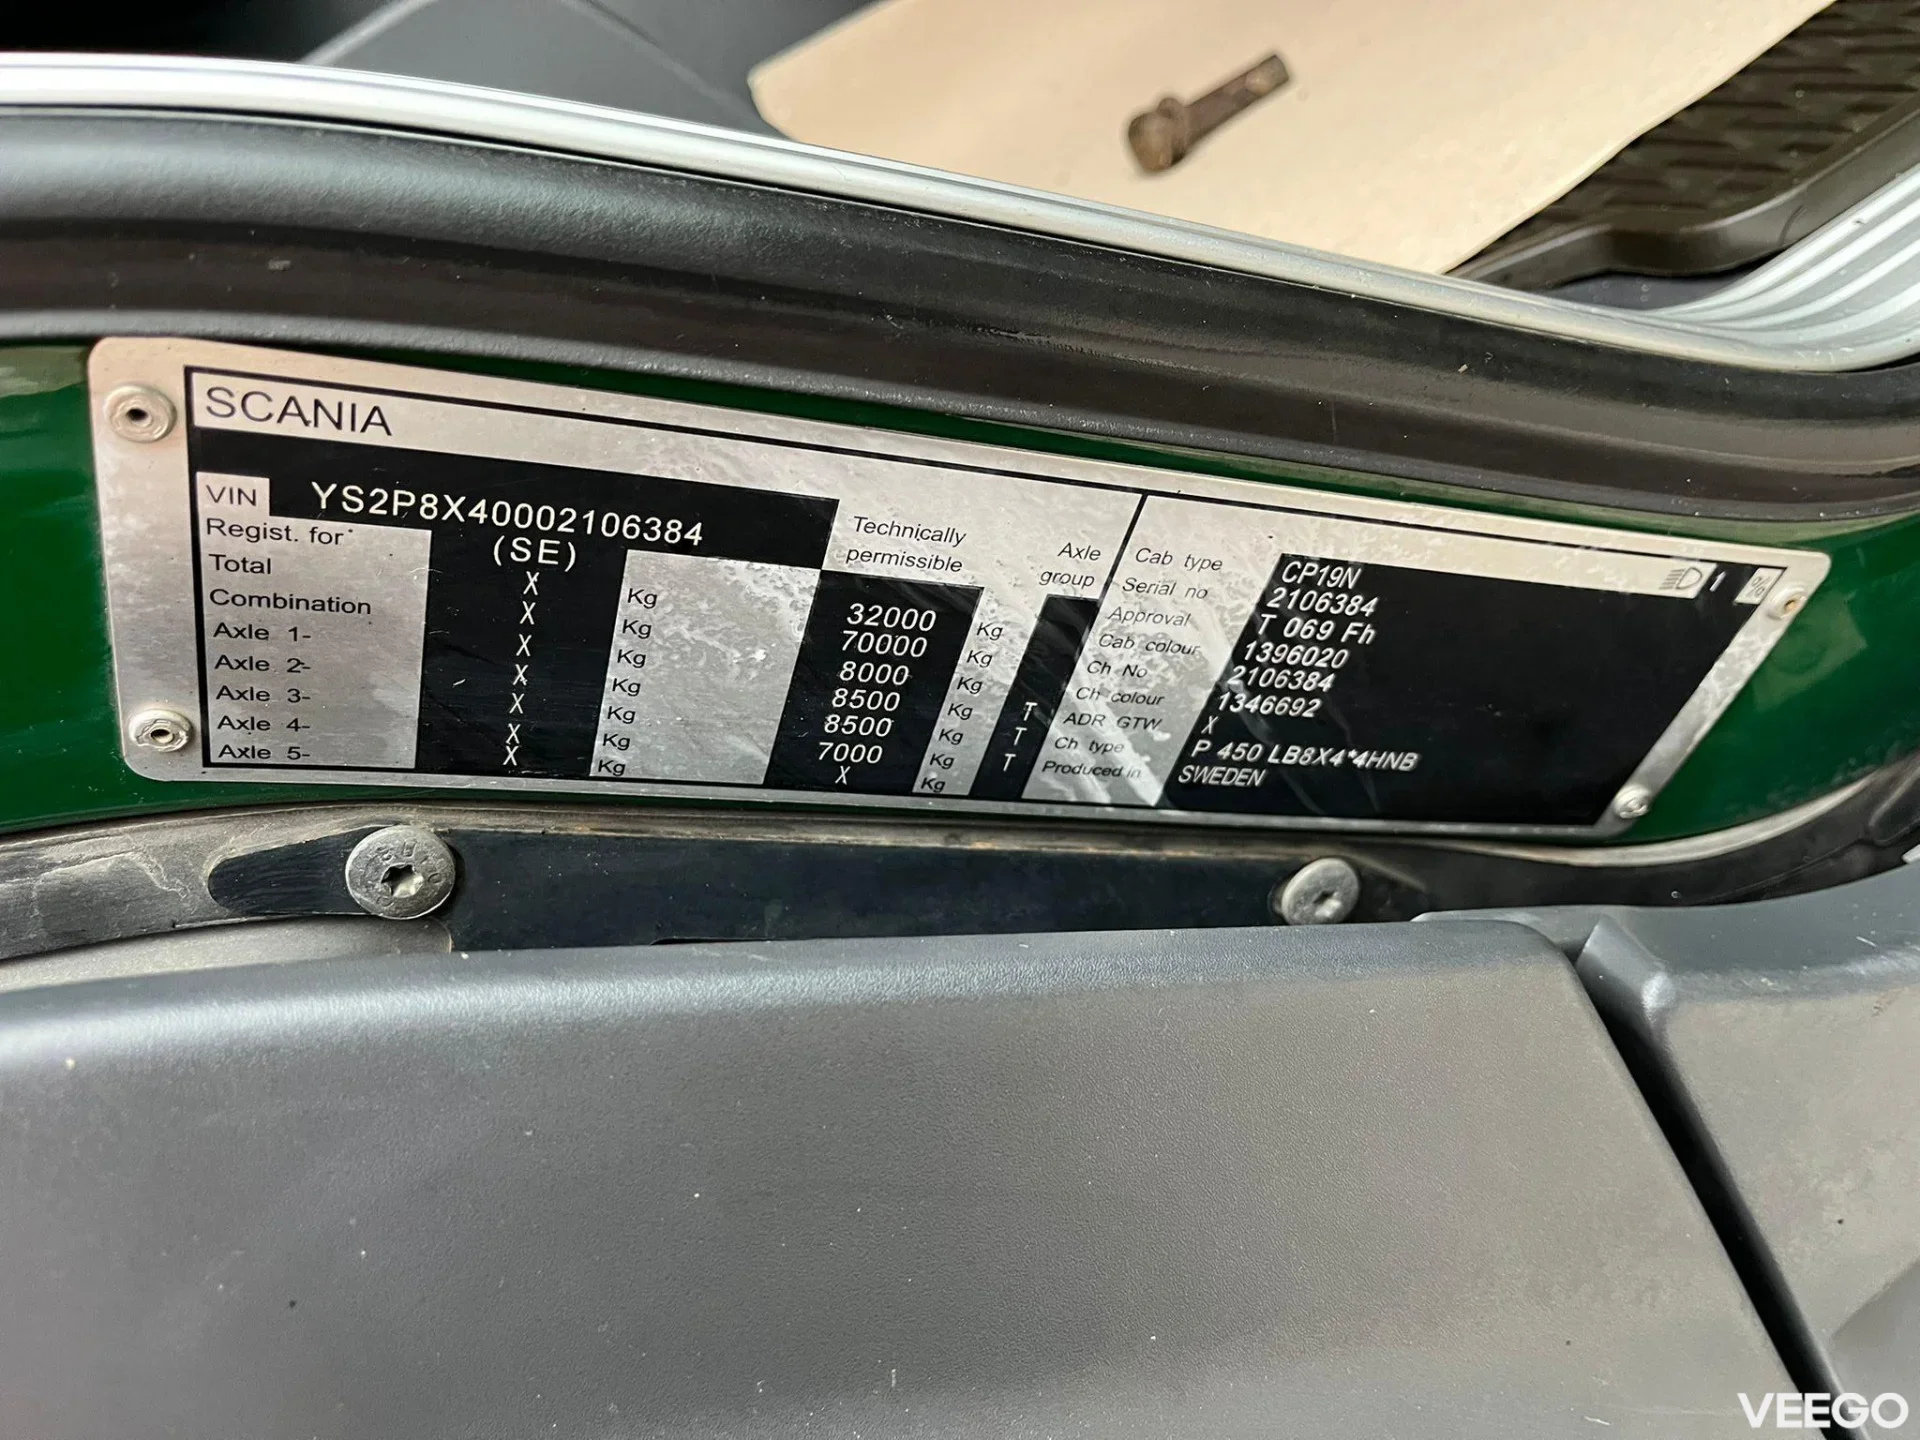 SCANIA
VIN YS2P8X40002106384
Regist. for (SE) Technically permissible Axle group
Total X Kg 32000 Kg
Combination X Kg 70000 Kg
Axle 1- X Kg 8000 Kg
Axle 2- X Kg 8500 Kg T
Axle 3- X Kg 8500 Kg T
Axle 4- X Kg 7000 Kg T
Axle 5- X Kg X Kg
1 %
Cab type CP19N
Serial no 2106384
Approval T 069 Fh
Cab colour 1396020
Ch No 2106384
Ch colour 1346692
ADR GTW X
Ch type P 450 LB8X4*4HNB
Produced in SWEDEN
VEEGO